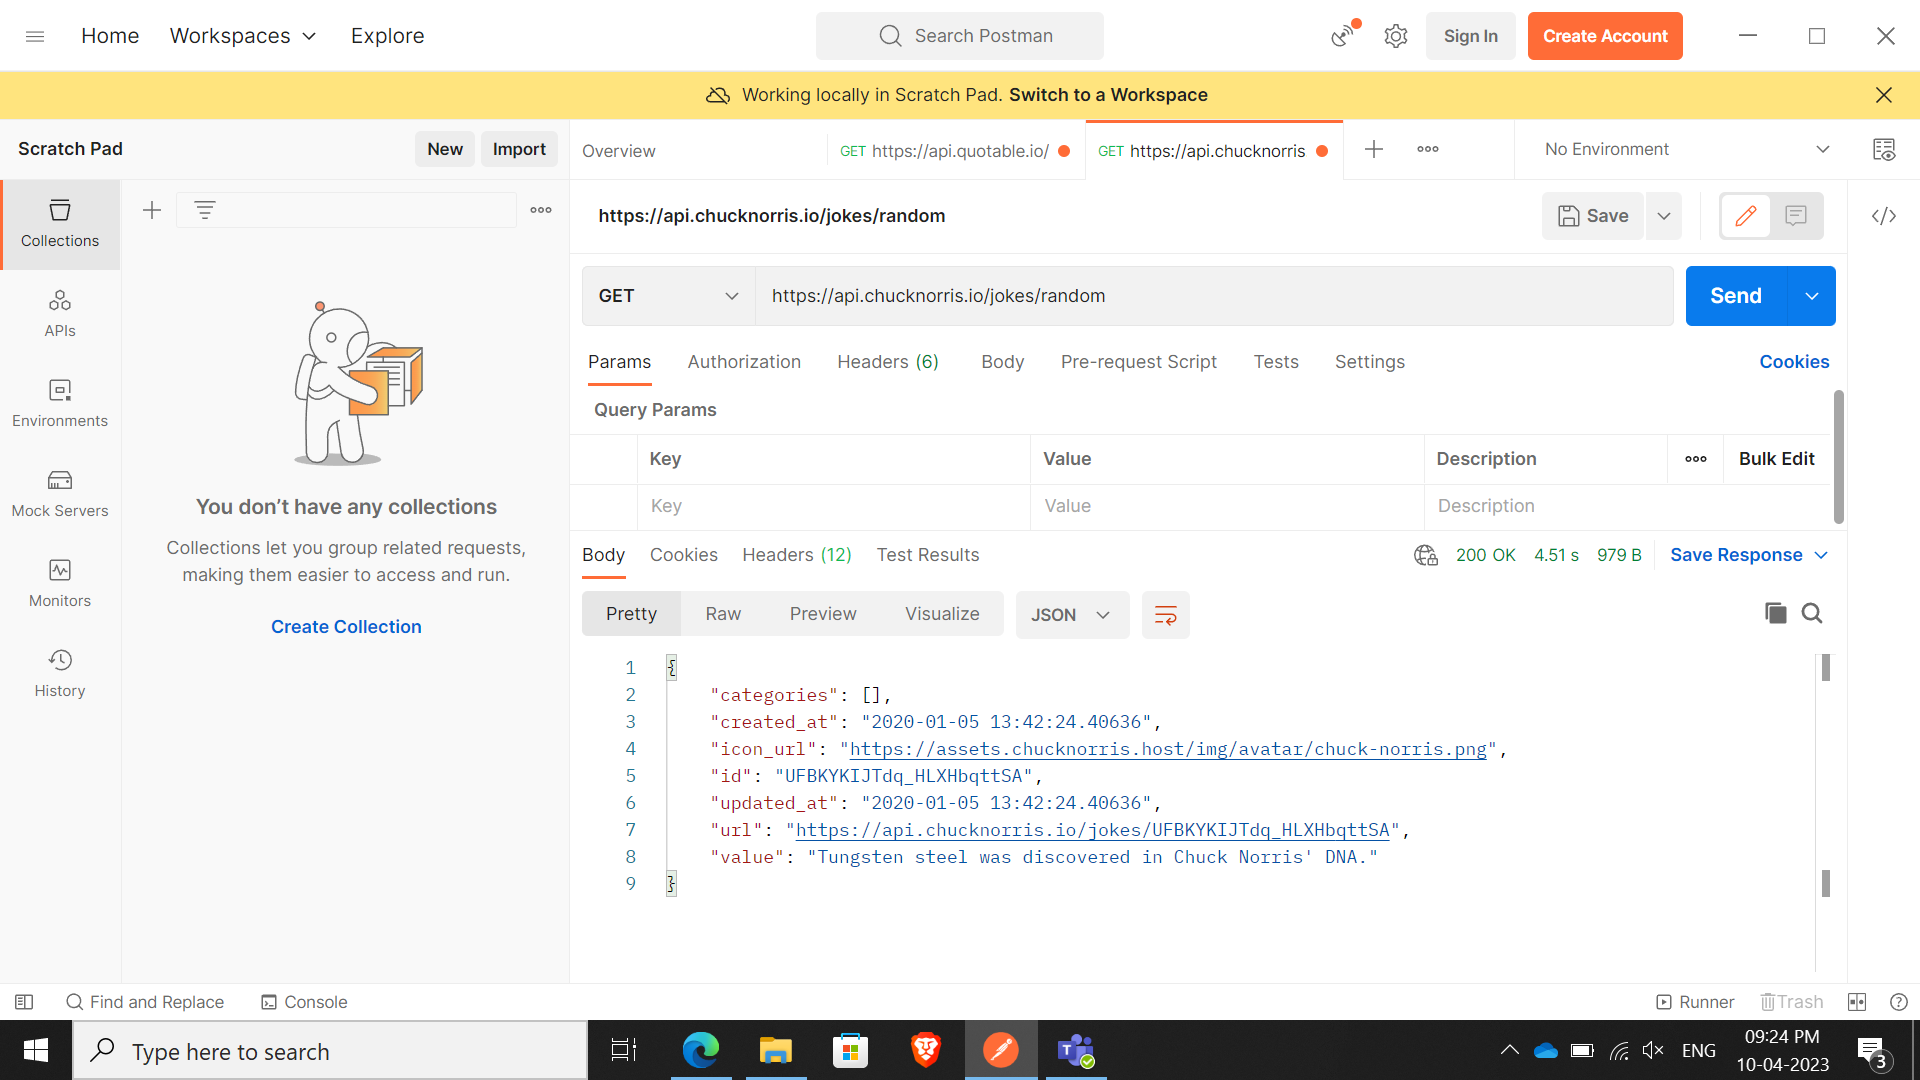 Home Workspaces Explore Search Postman Sign In Create Account
Working locally in Scratch Pad. Switch to a Workspace
Scratch Pad New Import Overview GET https://api.quotable.io/ GET https://api.chucknorris No Environment
Collections
APIs
Environments
Mock Servers
Monitors
History
You don’t have any collections
Collections let you group related requests,
making them easier to access and run.
Create Collection
https://api.chucknorris.io/jokes/random Save
GET https://api.chucknorris.io/jokes/random Send
Params Authorization Headers (6) Body Pre-request Script Tests Settings Cookies
Query Params
Key Value Description Bulk Edit
Key Value Description
Body Cookies Headers (12) Test Results 200 OK 4.51 s 979 B Save Response
Pretty Raw Preview Visualize JSON
1 {
2 "categories": [],
3 "created_at": "2020-01-05 13:42:24.40636",
4 "icon_url": "https://assets.chucknorris.host/img/avatar/chuck-norris.png",
5 "id": "UFBKYKIJTdq_HLXHbqttSA",
6 "updated_at": "2020-01-05 13:42:24.40636",
7 "url": "https://api.chucknorris.io/jokes/UFBKYKIJTdq_HLXHbqttSA",
8 "value": "Tungsten steel was discovered in Chuck Norris' DNA."
9 }
Find and Replace Console Runner Trash
Type here to search ENG 09:24 PM
10-04-2023 3